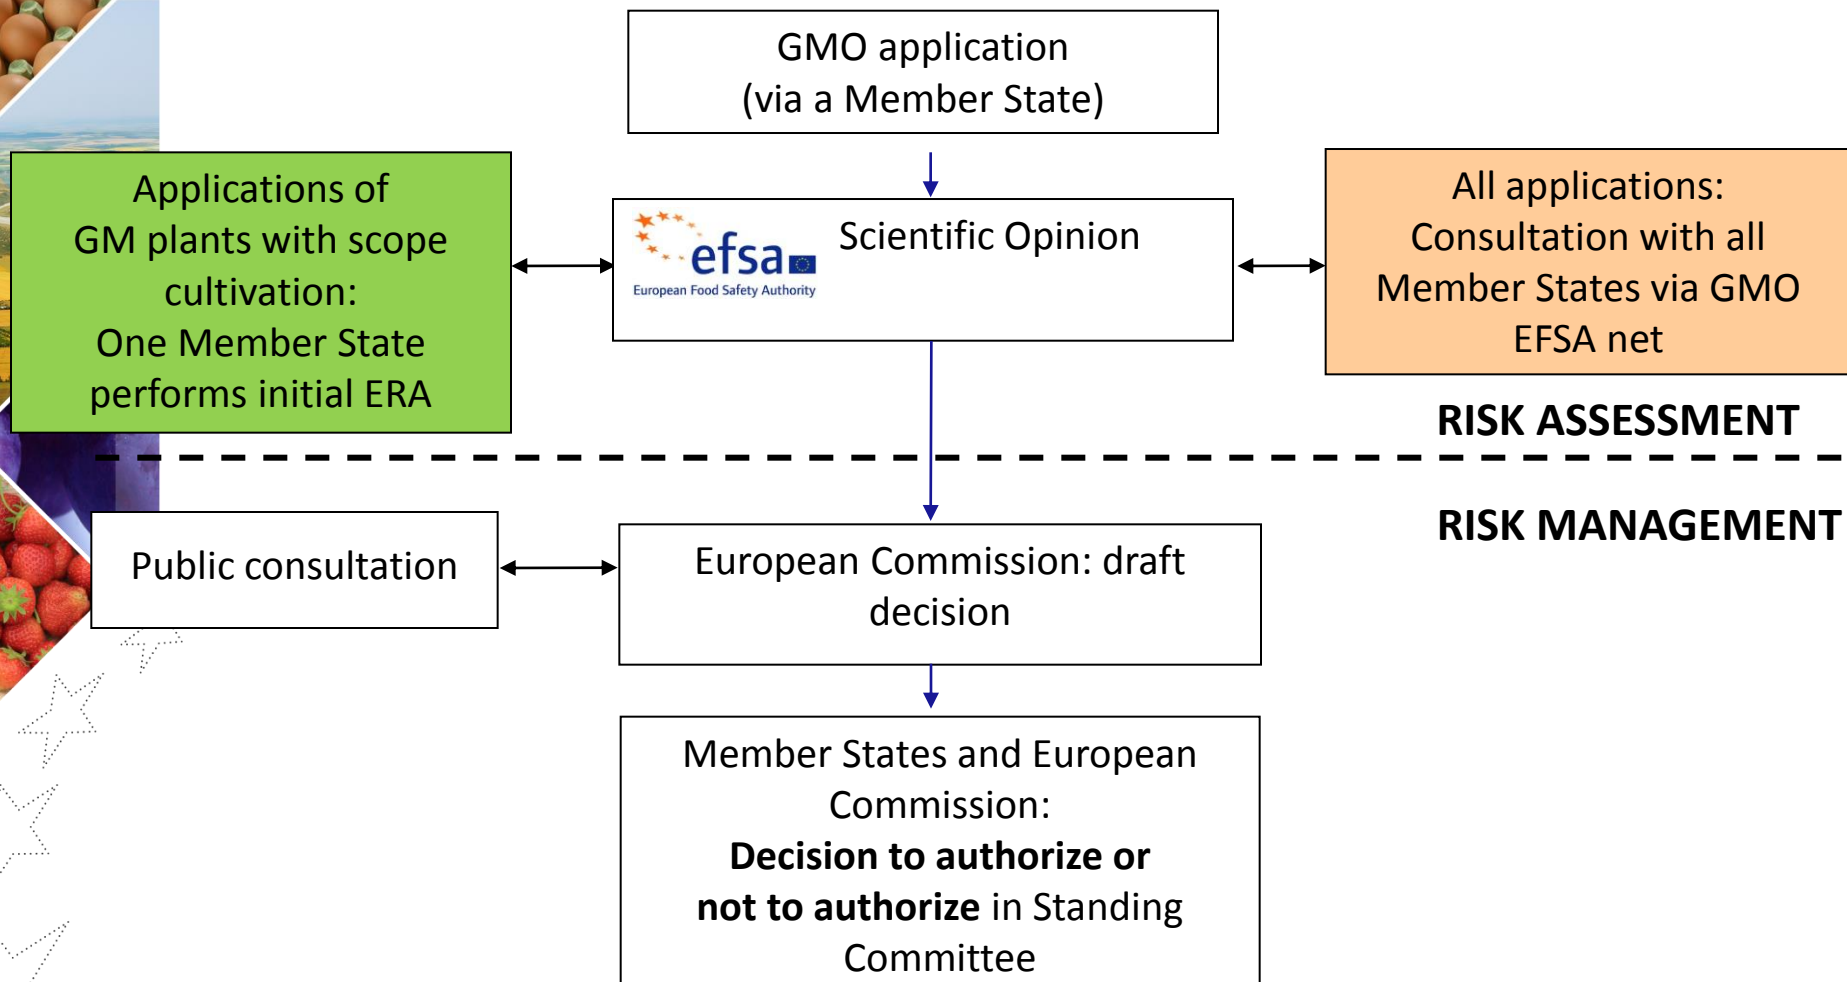 GMO application
(via a Member State)
Applications of
GM plants with scope
cultivation:
One Member State
performs initial ERA
efsa
European Food Safety Authority
Scientific Opinion
All applications:
Consultation with all
Member States via GMO
EFSA net
RISK ASSESSMENT
RISK MANAGEMENT
Public consultation
European Commission: draft
decision
Member States and European
Commission:
Decision to authorize or
not to authorize in Standing
Committee